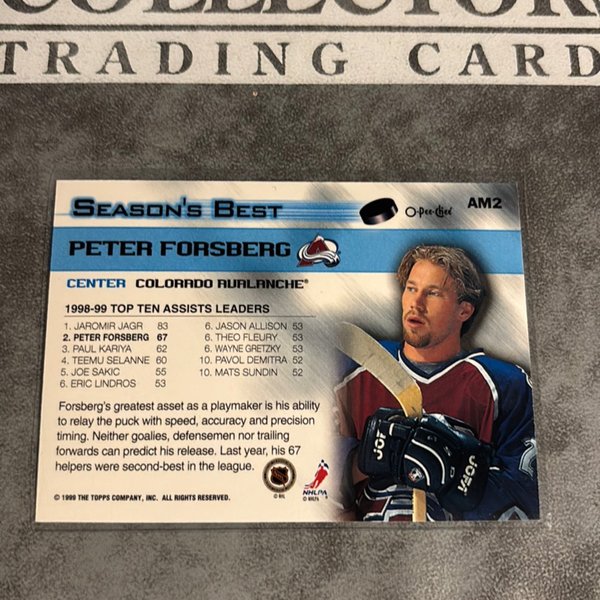 COLLECTOR
TRADING CARD
SEASON'S BEST
O-Pee-Chee
AM2
PETER FORSBERG
CENTER COLORADO AVALANCHE®
1998-99 TOP TEN ASSISTS LEADERS
1. JAROMIR JAGR 83
2. PETER FORSBERG 67
3. PAUL KARIYA 62
4. TEEMU SELANNE 60
5. JOE SAKIC 55
6. ERIC LINDROS 53
6. JASON ALLISON 53
6. THEO FLEURY 53
6. WAYNE GRETZKY 53
10. PAVOL DEMITRA 52
10. MATS SUNDIN 52
Forsberg's greatest asset as a playmaker is his ability
to relay the puck with speed, accuracy and precision
timing. Neither goalies, defensemen nor trailing
forwards can predict his release. Last year, his 67
helpers were second-best in the league.
© 1999 THE TOPPS COMPANY, INC. ALL RIGHTS RESERVED.
© NHL
NHLPA
© NHLPA
JOFA
JOFA